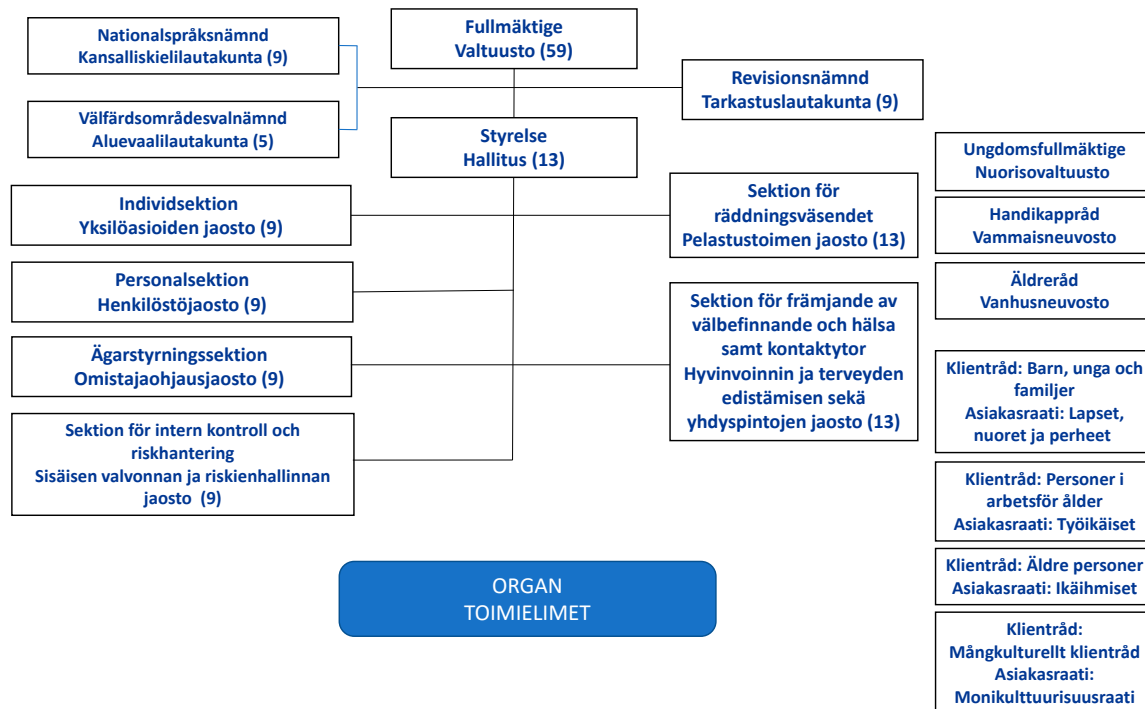 Nationalspråksnämnd
Kansalliskielilautakunta (9)
Fullmäktige
Valtuusto (59)
Revisionsnämnd
Tarkastuslautakunta (9)
Välfärdsområdesvalnämnd
Aluevaalilautakunta (5)
Styrelse
Hallitus (13)
Individsektion
Yksilöasioiden jaosto (9)
Sektion för
räddningsväsendet
Pelastustoimen jaosto (13)
Personalsektion
Henkilöstöjaosto (9)
Sektion för främjande av
välbefinnande och hälsa
samt kontaktytor
Hyvinvoinnin ja terveyden
edistämisen sekä
yhdyspintojen jaosto (13)
Ägarstyrningssektion
Omistajaohjausjaosto (9)
Sektion för intern kontroll och
riskhantering
Sisäisen valvonnan ja riskienhallinnan
jaosto (9)
Ungdomsfullmäktige
Nuorisovaltuusto
Handikappråd
Vammaisneuvosto
Äldreråd
Vanhusneuvosto
Klientråd: Barn, unga och
familjer
Asiakasraati: Lapset,
nuoret ja perheet
Klientråd: Personer i
arbetsför ålder
Asiakasraati: Työikäiset
Klientråd: Äldre personer
Asiakasraati: Ikäihmiset
Klientråd:
Mångkulturellt klientråd
Asiakasraati:
Monikulttuurisuusraati
ORGAN
TOIMIELIMET